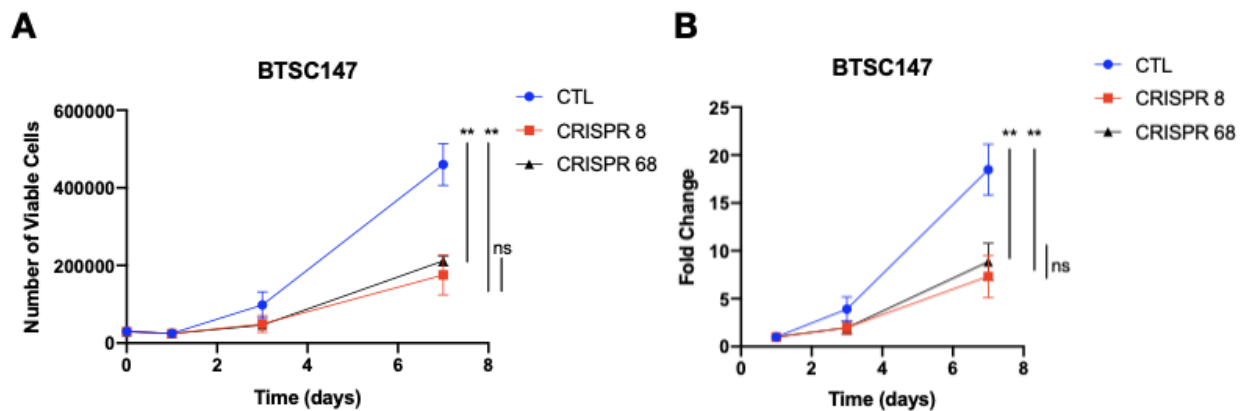 A
BTSC147
Number of Viable Cells
600000
400000
200000
0
0 2 4 6 8
Time (days)
CTL
CRISPR 8
CRISPR 68
** **
ns
B
BTSC147
Fold Change
25
20
15
10
5
0
0 2 4 6 8
Time (days)
CTL
CRISPR 8
CRISPR 68
** **
ns